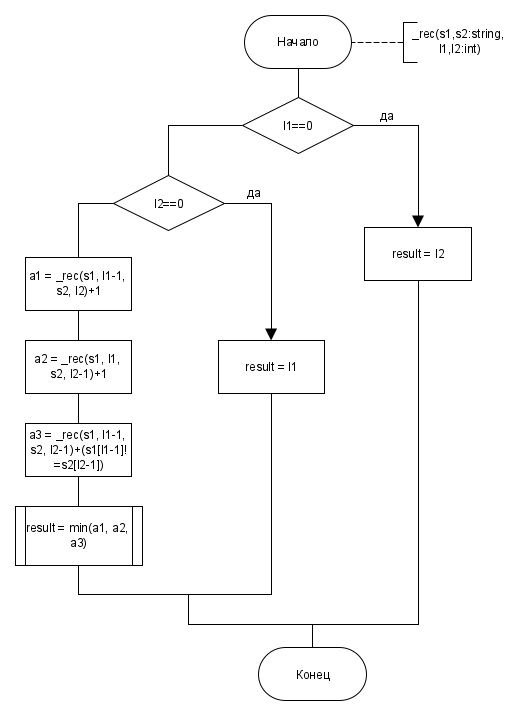 Начало
_rec(s1,s2:string,
l1,l2:int)
l1==0
да
l2==0
да
result = l2
a1 = _rec(s1, l1-1,
s2, l2)+1
a2 = _rec(s1, l1,
s2, l2-1)+1
result = l1
a3 = _rec(s1, l1-1,
s2, l2-1)+(s1[l1-1]!
=s2[l2-1])
result = min(a1, a2,
a3)
Конец